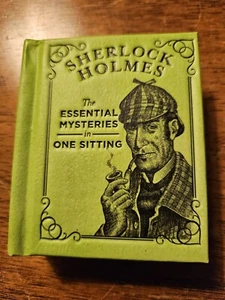 SHERLOCK
HOLMES
The
ESSENTIAL
MYSTERIES
in
ONE SITTING